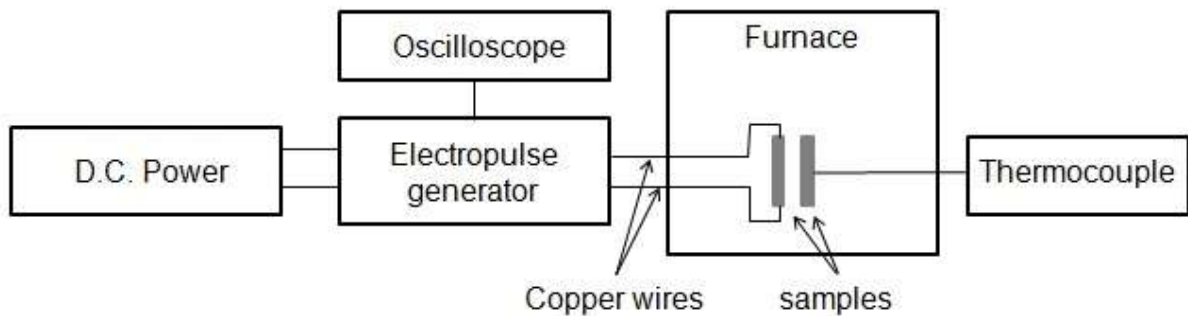 Oscilloscope
Furnace
D.C. Power
Electropulse
generator
Thermocouple
Copper wires
samples